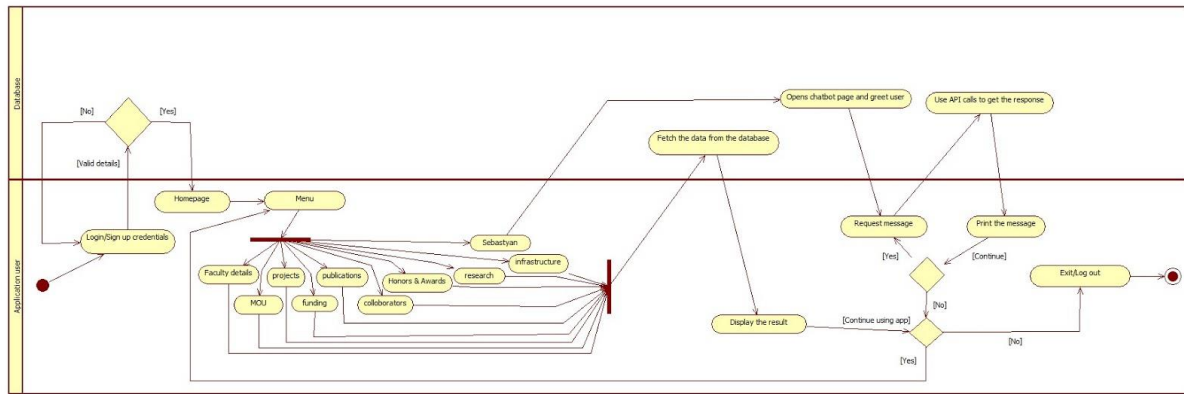 Database
[No]
[Yes]
[Valid details]
Opens chatbot page and greet user
Use API calls to get the response
Fetch the data from the database
Application user
Homepage
Menu
Login/Sign up credentials
Sebastyan
infrastructure
Faculty details
projects
publications
Honors & Awards
research
MOU
funding
colloborators
Request message
Print the message
[Yes]
[Continue]
Exit/Log out
[No]
Display the result
[Continue using app]
[No]
[Yes]